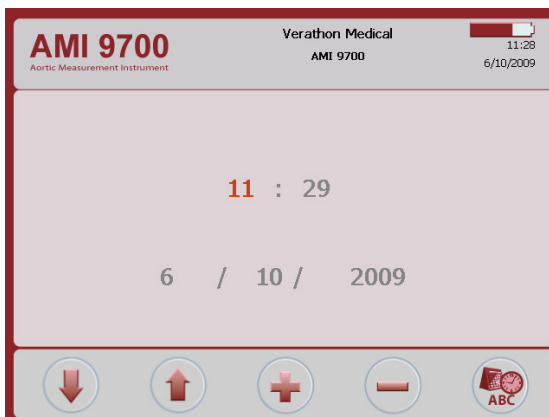 AMI 9700
Aortic Measurement Instrument
Verathon Medical
AMI 9700
11:28
6/10/2009
11 : 29
6 / 10 / 2009
ABC